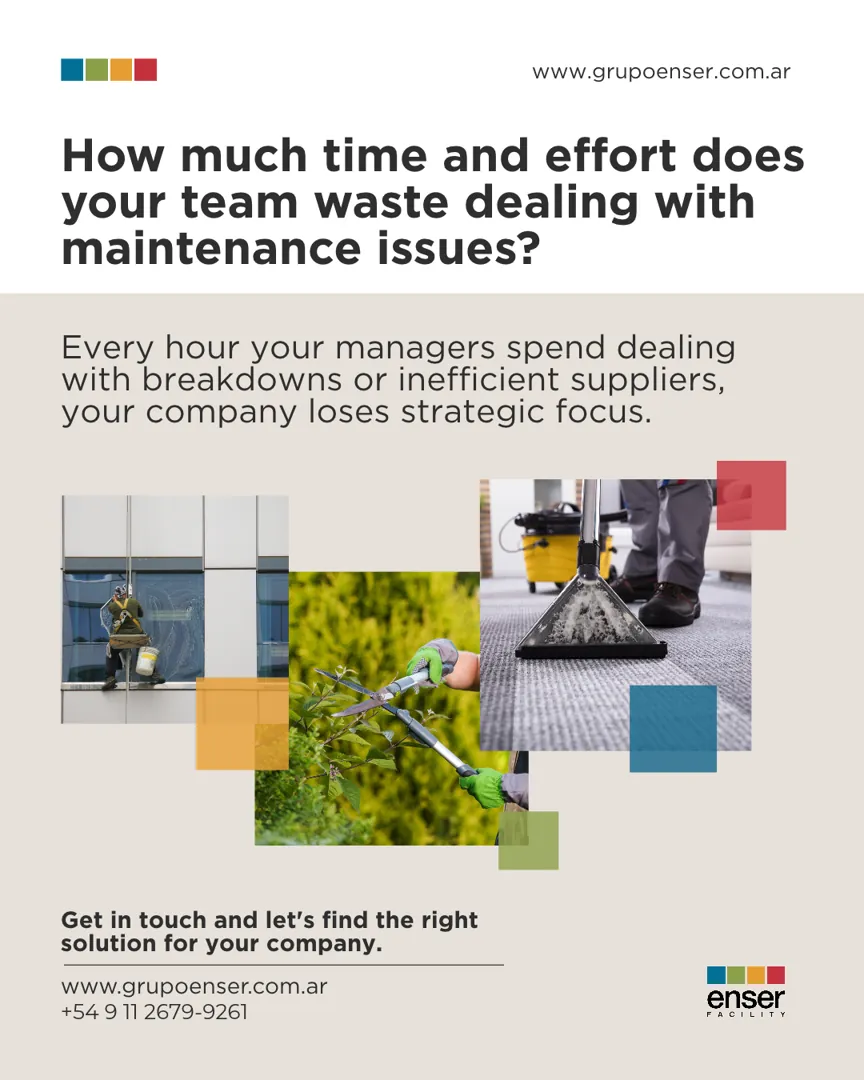 www.grupoenser.com.ar
How much time and effort does
your team waste dealing with
maintenance issues?
Every hour your managers spend dealing
with breakdowns or inefficient suppliers,
your company loses strategic focus.
Get in touch and let's find the right
solution for your company.
www.grupoenser.com.ar
+54 9 11 2679-9261
enser
FACILITY